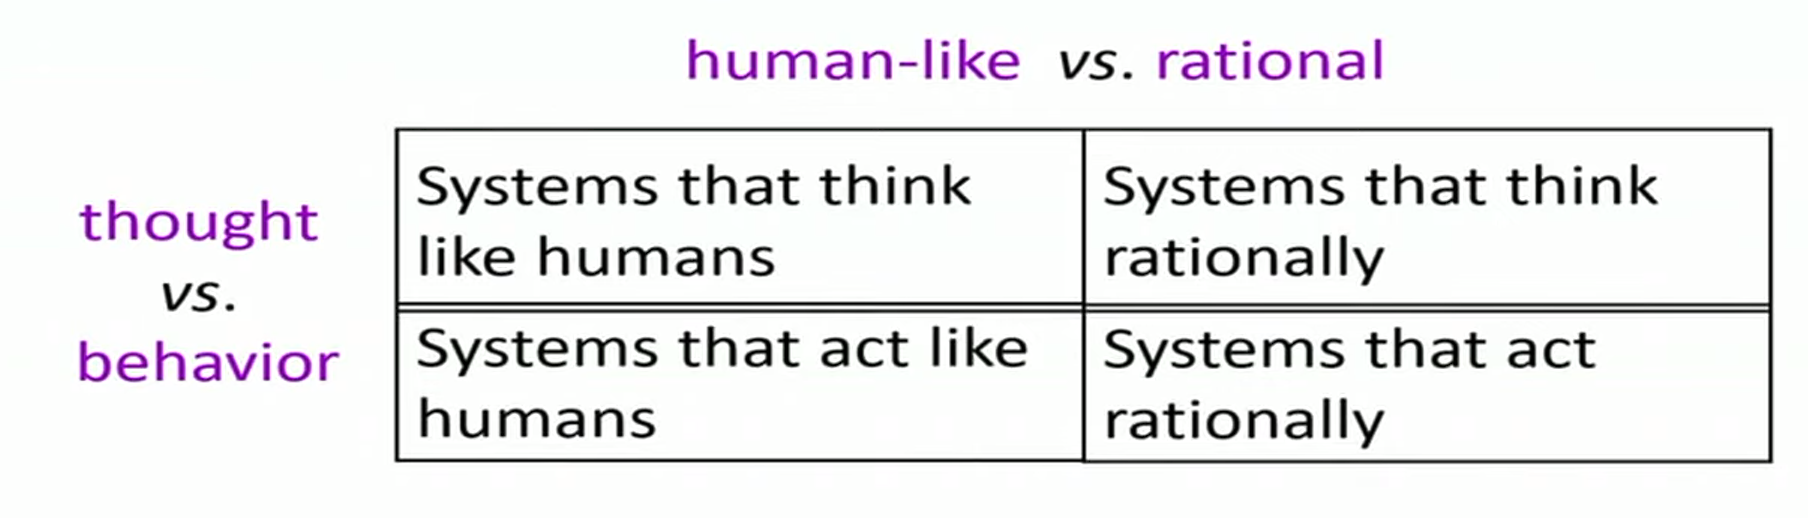 human-like vs. rational
thought
vs.
behavior
Systems that think
like humans
Systems that think
rationally
Systems that act like
humans
Systems that act
rationally